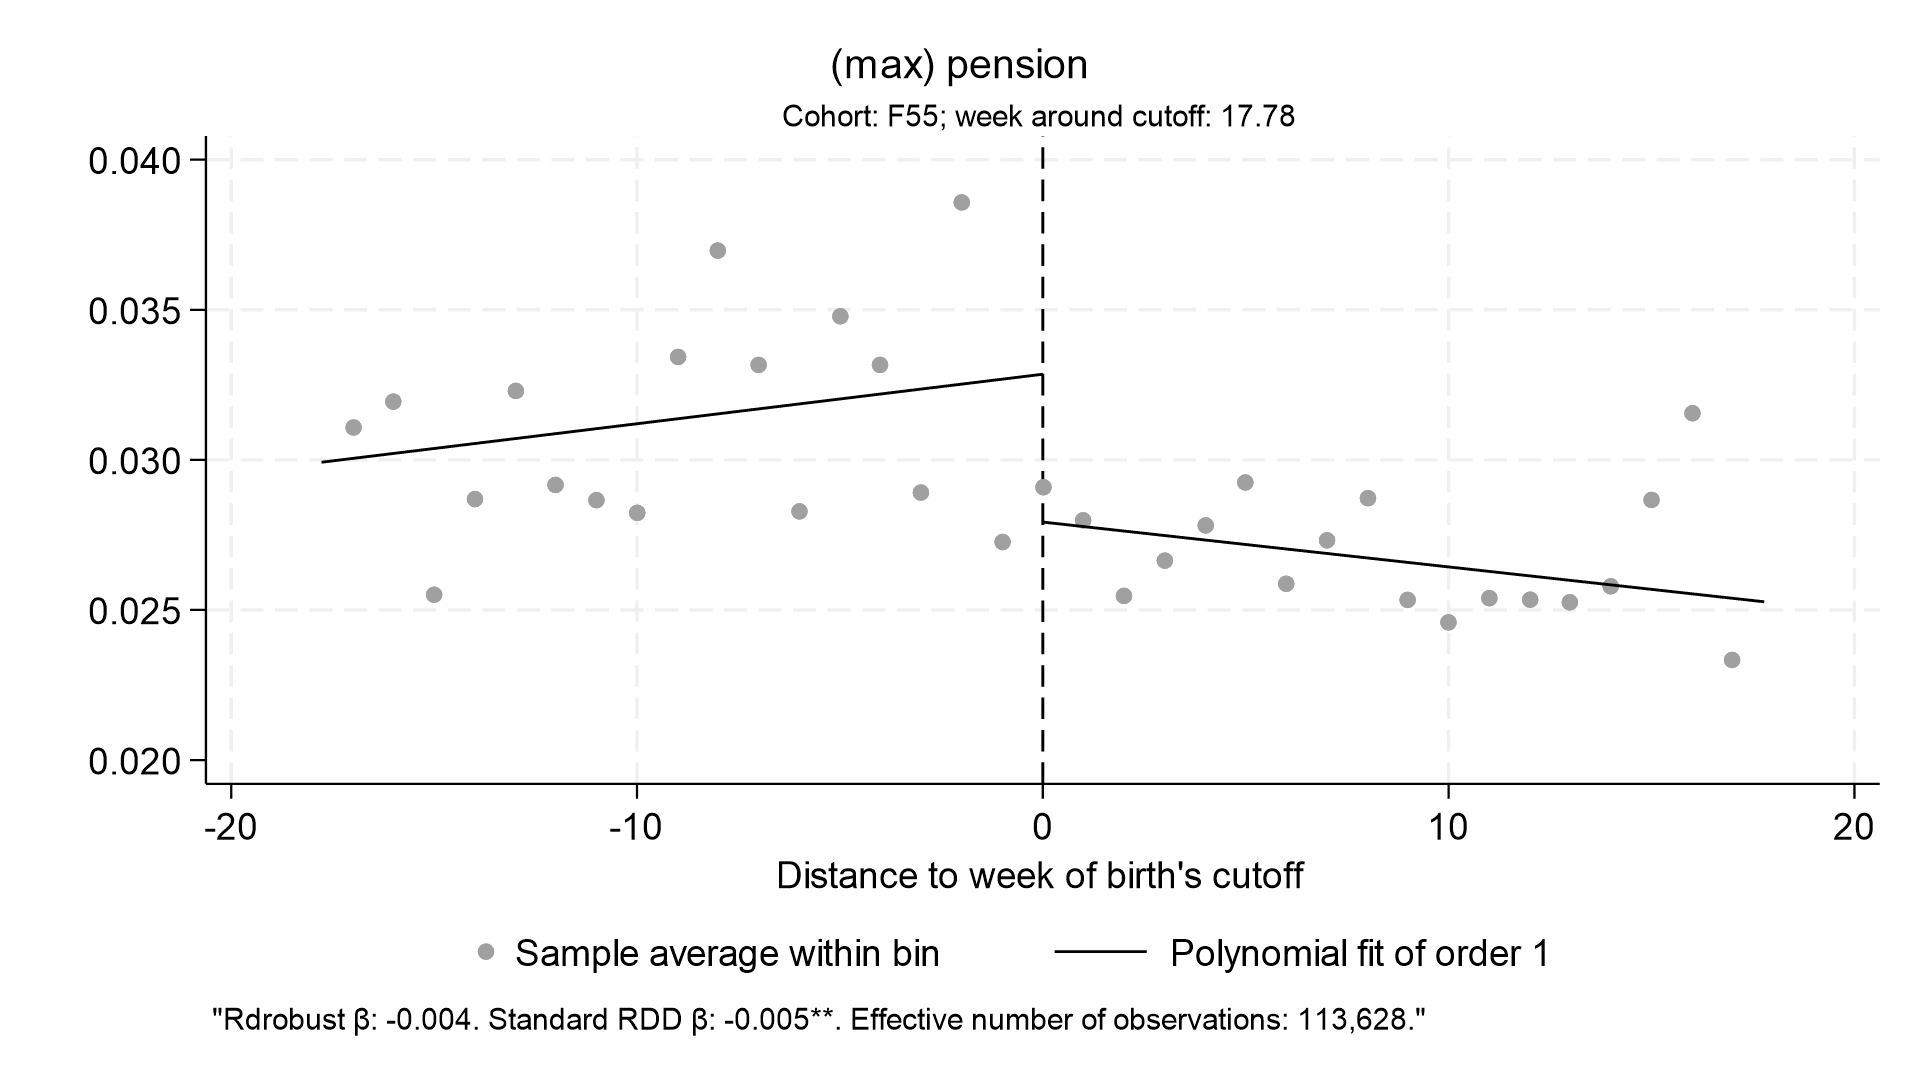 (max) pension
Cohort: F55; week around cutoff: 17.78
0.040
0.035
0.030
0.025
0.020
-20 -10 0 10 20
Distance to week of birth's cutoff
Sample average within bin Polynomial fit of order 1
"Rdrobust β: -0.004. Standard RDD β: -0.005**. Effective number of observations: 113,628."